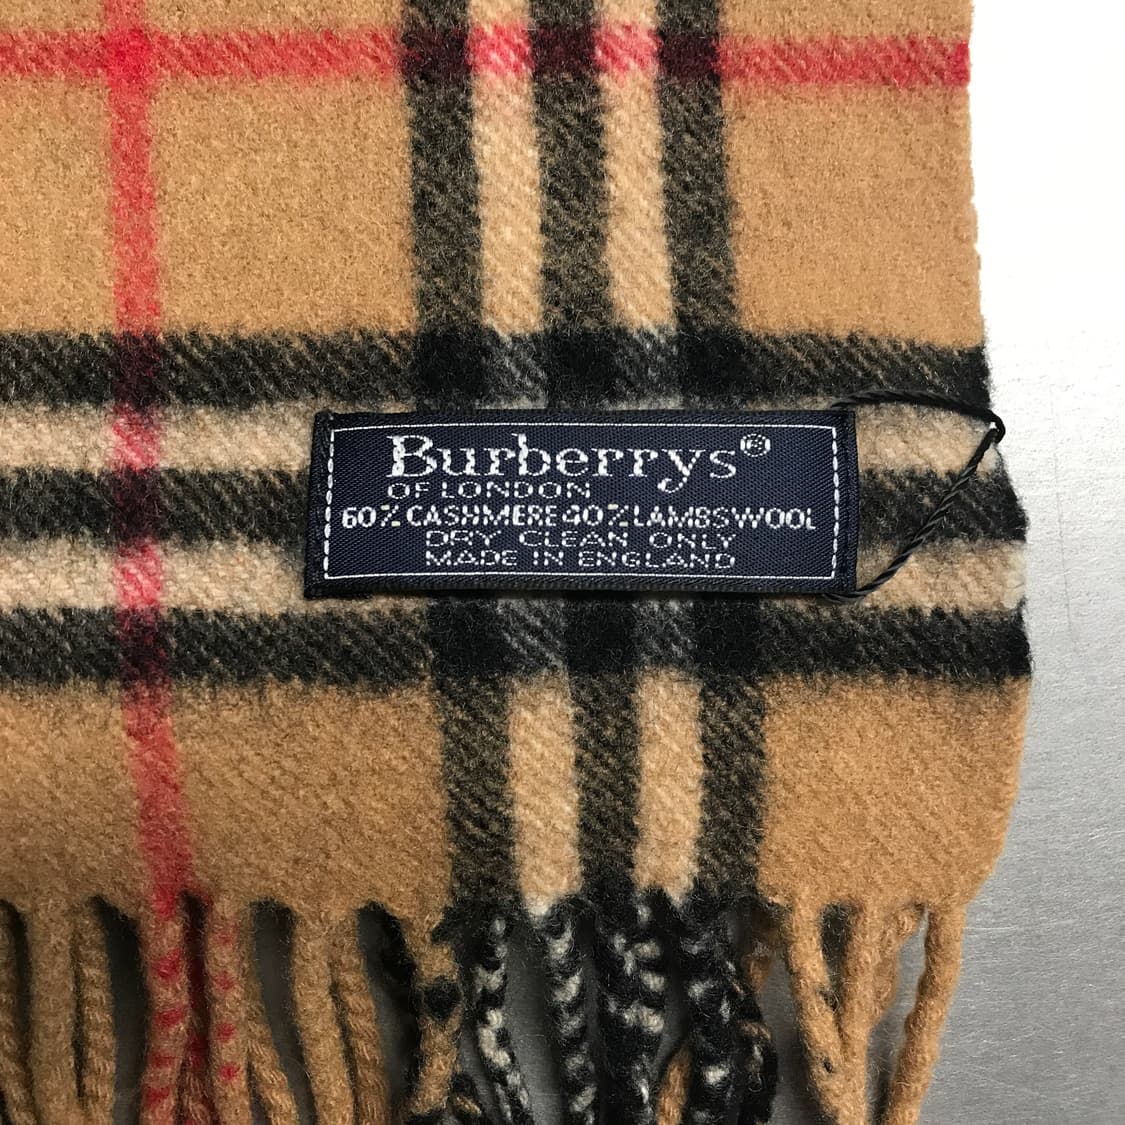 Burberrys®
OF LONDON
60% CASHMERE 40% LAMBSWOOL
DRY CLEAN ONLY
MADE IN ENGLAND